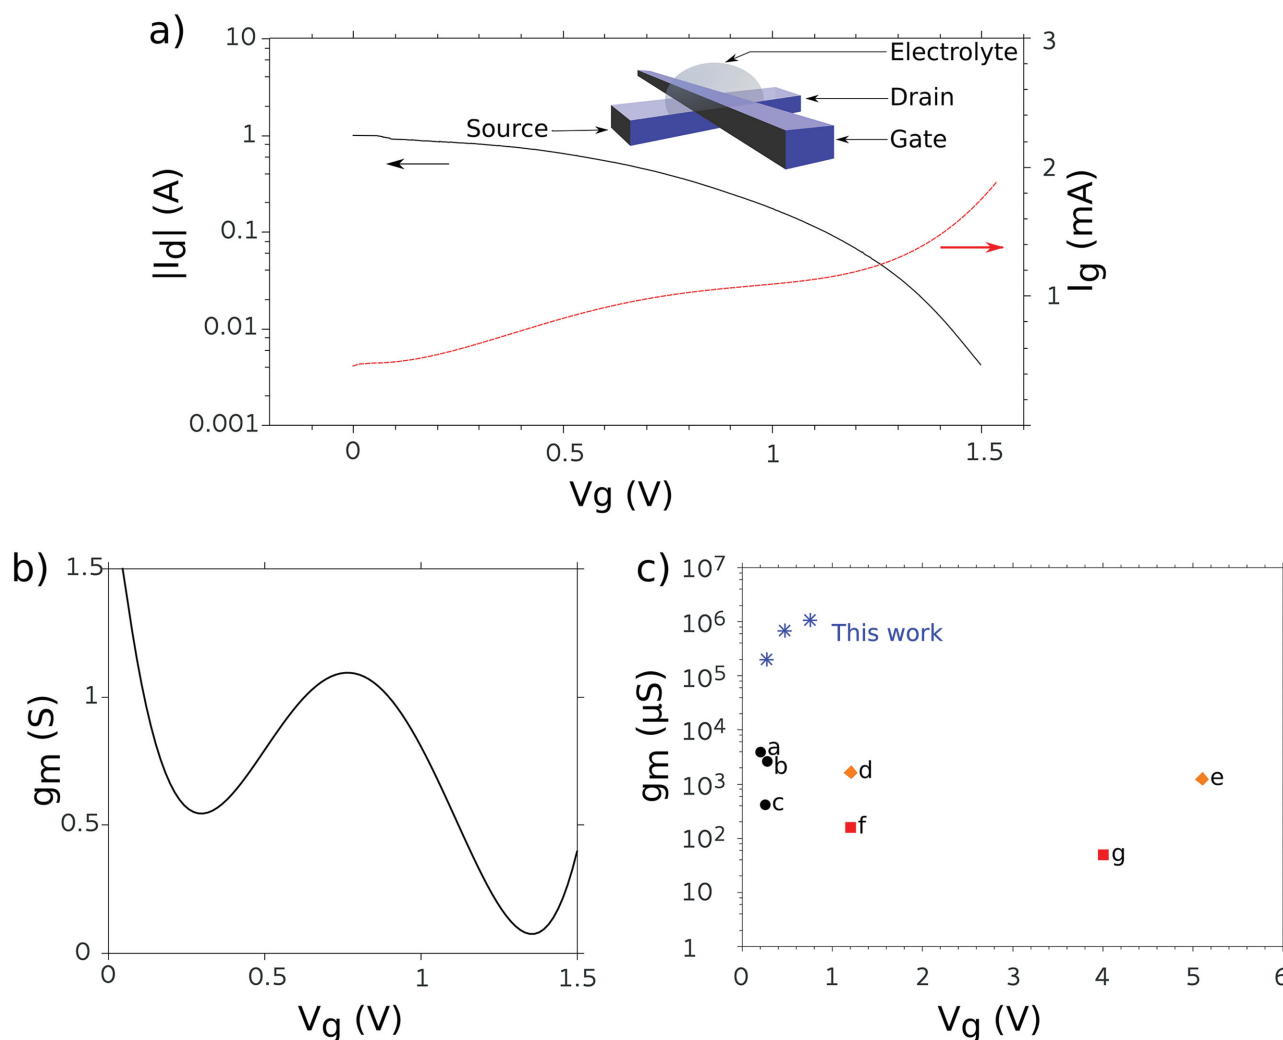 a)
10
1
0.1
0.01
0.001
|Id| (A)
3
2
1
Ig (mA)
Electrolyte
Drain
Gate
Source
0
0.5
1
1.5
Vg (V)
b)
1.5
1
0.5
0
gm (S)
0
0.5
1
1.5
Vg (V)
c)
10⁷
10⁶
10⁵
10⁴
10³
10²
10
1
gm (µS)
This work
a
b
c
d
e
f
g
0
1
2
3
4
5
6
Vg (V)